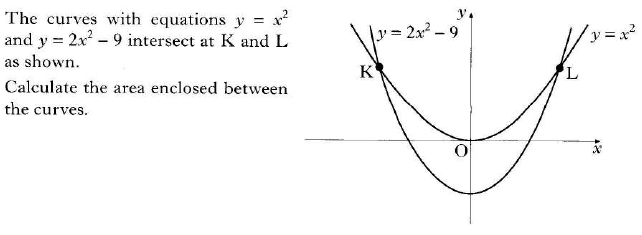 The curves with equations y = x²
and y = 2x² – 9 intersect at K and L
as shown.
Calculate the area enclosed between
the curves.
y
y = 2x² – 9
y = x²
K
L
O
x